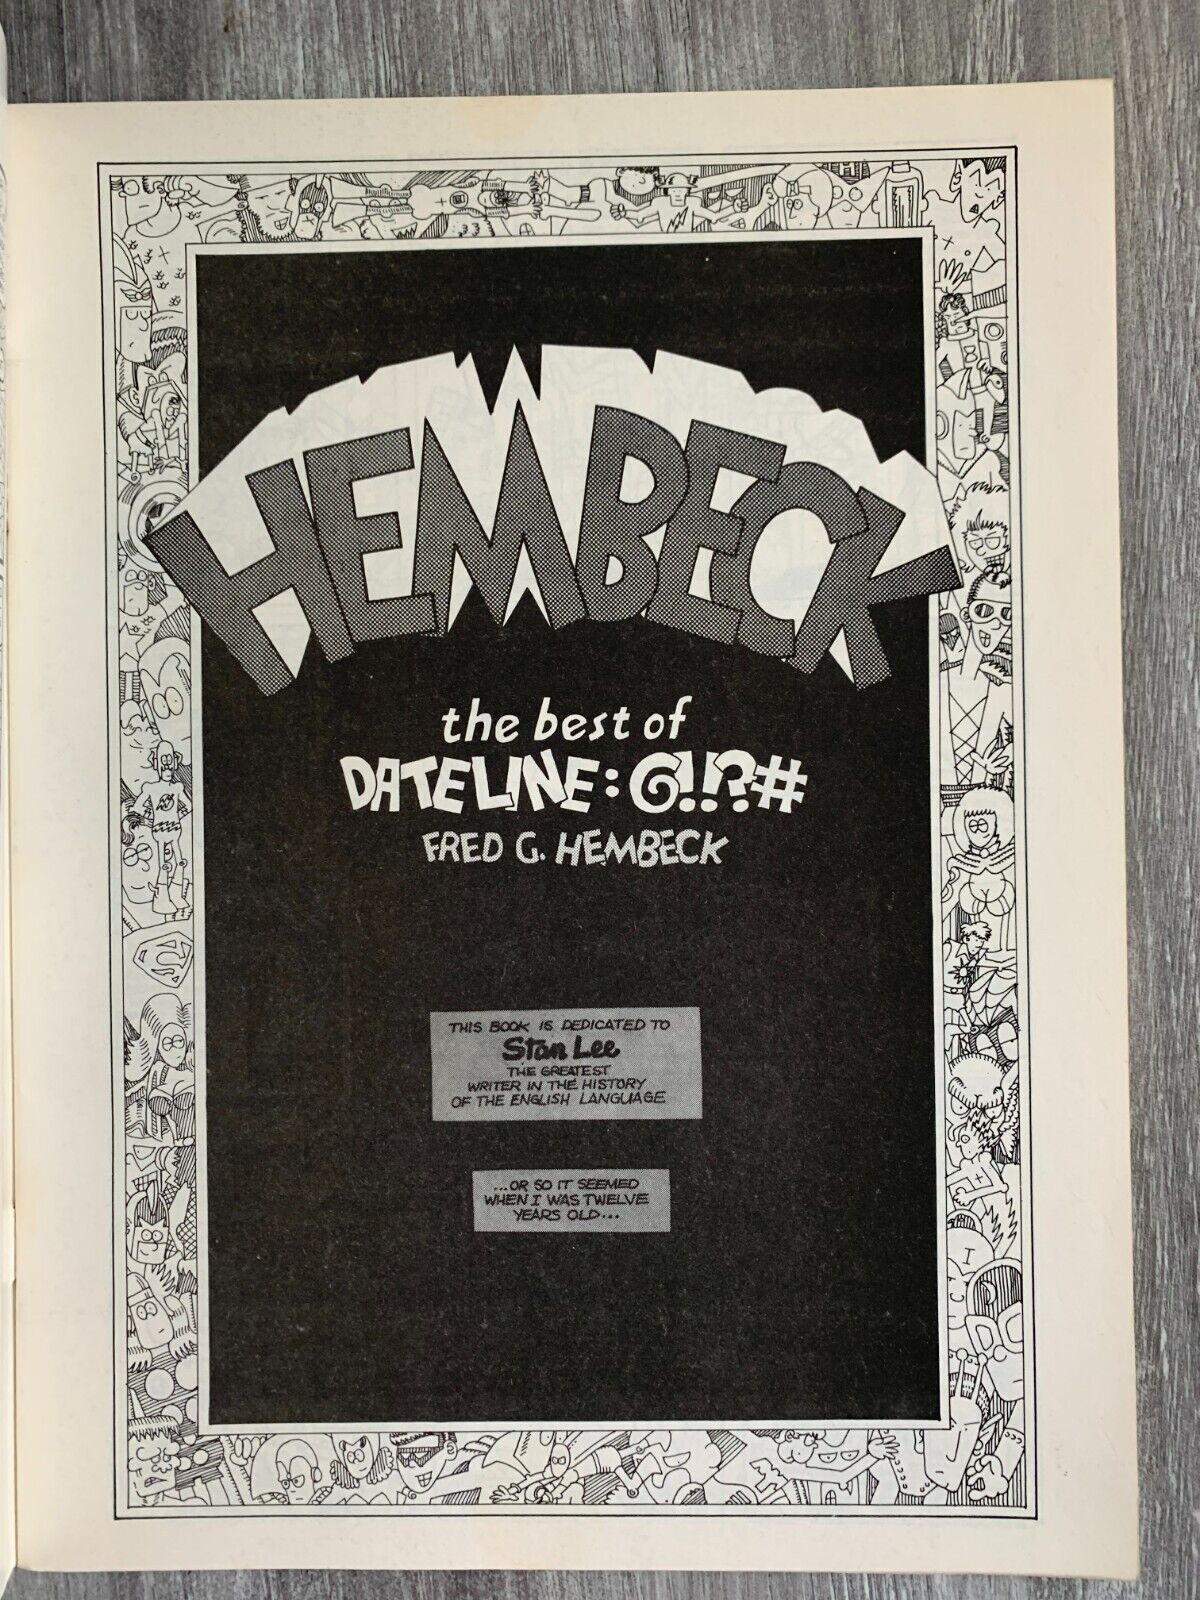 HEMBECK
the best of
DATELINE: @!!?#
FRED G. HEMBECK
THIS BOOK IS DEDICATED TO
Stan Lee
THE GREATEST
WRITER IN THE HISTORY
OF THE ENGLISH LANGUAGE
...OR SO IT SEEMED
WHEN I WAS TWELVE
YEARS OLD...